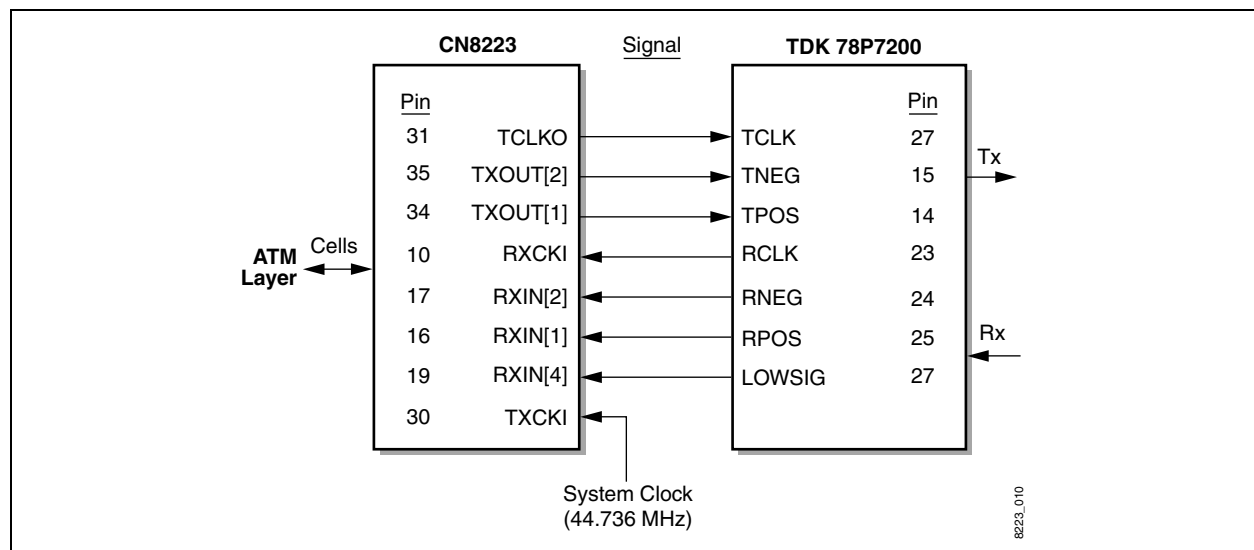 CN8223 Signal TDK 78P7200
Pin Pin
31 TCLKO TCLK 27
Tx
35 TXOUT[2] TNEG 15
34 TXOUT[1] TPOS 14
Cells
10 RXCKI RCLK 23
ATM
Layer
17 RXIN[2] RNEG 24
16 RXIN[1] RPOS 25
Rx
19 RXIN[4] LOWSIG 27
30 TXCKI
System Clock
(44.736 MHz)
8223_010